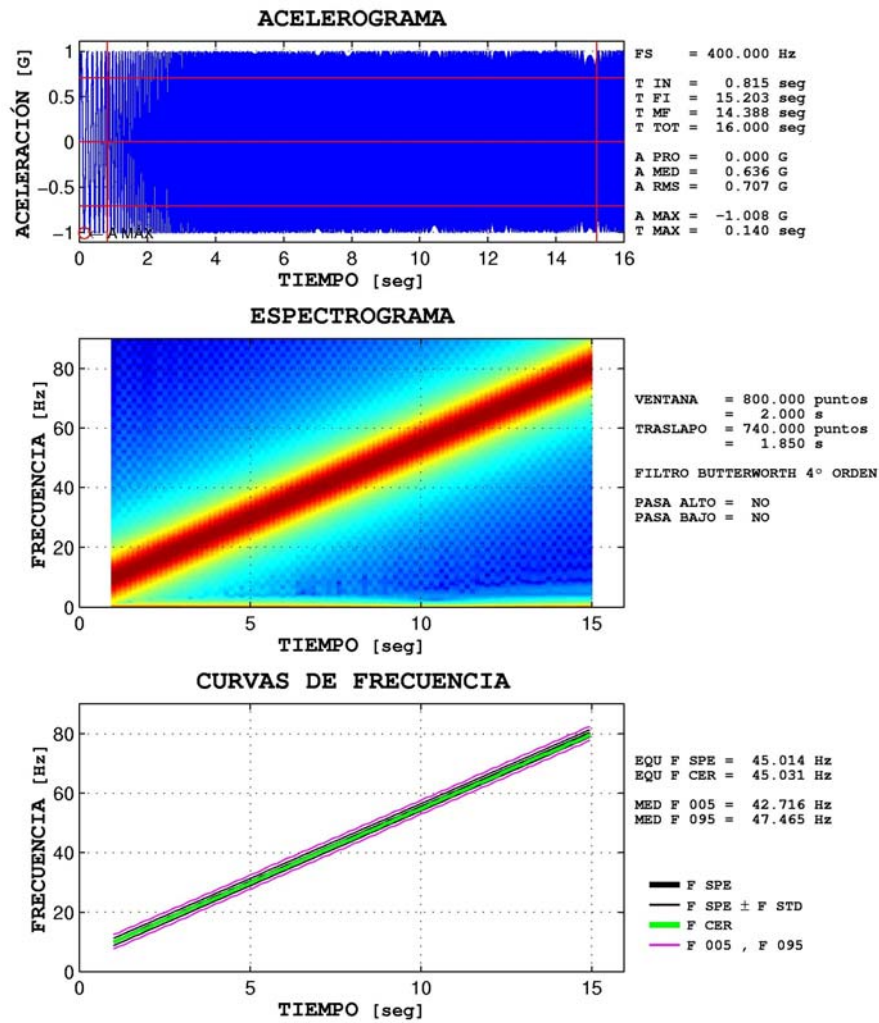 ACELEROGRAMA
ACELERACIÓN [G]
1
0.5
0
−0.5
−1
← A MÁX
0
2
4
6
8
10
12
14
16
TIEMPO [seg]
FS = 400.000 Hz
T IN = 0.815 seg
T FI = 15.203 seg
T MF = 14.388 seg
T TOT = 16.000 seg
A PRO = 0.000 G
A MED = 0.636 G
A RMS = 0.707 G
A MAX = −1.008 G
T MAX = 0.140 seg
ESPECTROGRAMA
FRECUENCIA [Hz]
80
60
40
20
0
0
5
10
15
TIEMPO [seg]
VENTANA = 800.000 puntos
= 2.000 s
TRASLAPO = 740.000 puntos
= 1.850 s
FILTRO BUTTERWORTH 4° ORDEN
PASA ALTO = NO
PASA BAJO = NO
CURVAS DE FRECUENCIA
FRECUENCIA [Hz]
80
60
40
20
0
0
5
10
15
TIEMPO [seg]
EQU F SPE = 45.014 Hz
EQU F CER = 45.031 Hz
MED F 005 = 42.716 Hz
MED F 095 = 47.465 Hz
F SPE
F SPE ± F STD
F CER
F 005 , F 095